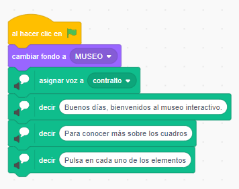 al hacer clic en
cambiar fondo a MUSEO
asignar voz a contralto
decir Buenos días, bienvenidos al museo interactivo.
decir Para conocer más sobre los cuadros
decir Pulsa en cada uno de los elementos